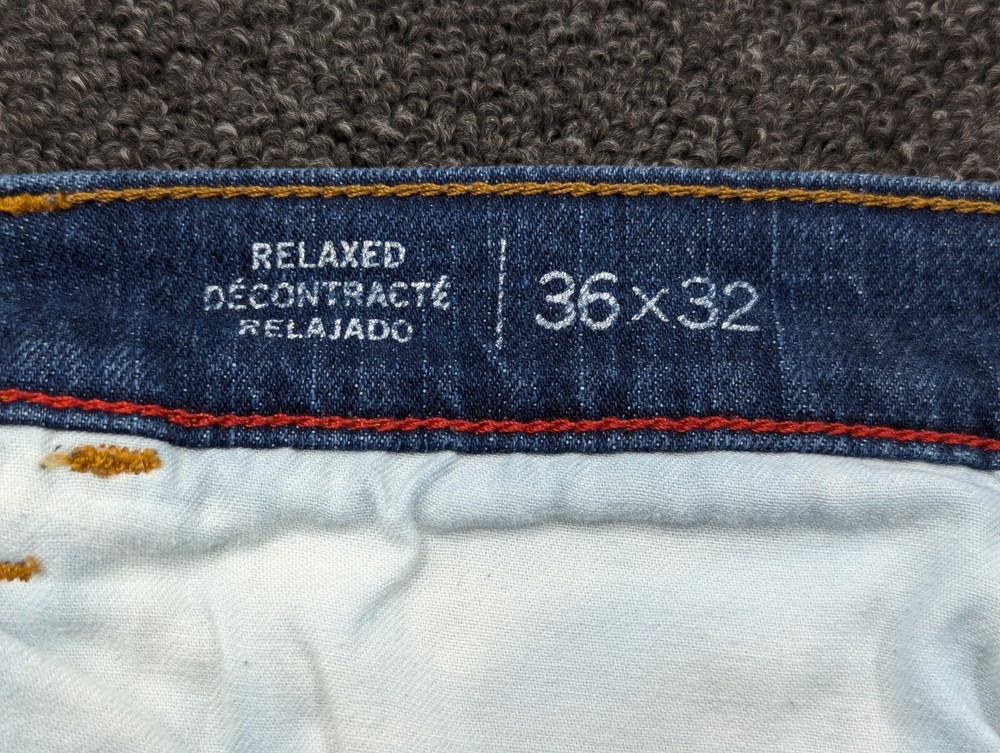 RELAXED
DÉCONTRACTÉ
RELAJADO
36x32